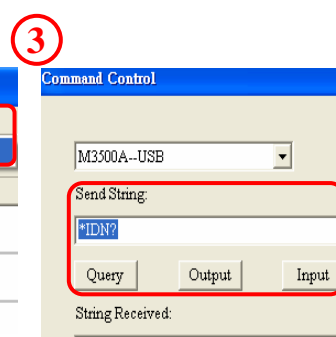 3
Command Control
M3500A--USB
Send String:
*IDN?
Query Output Input
String Received: